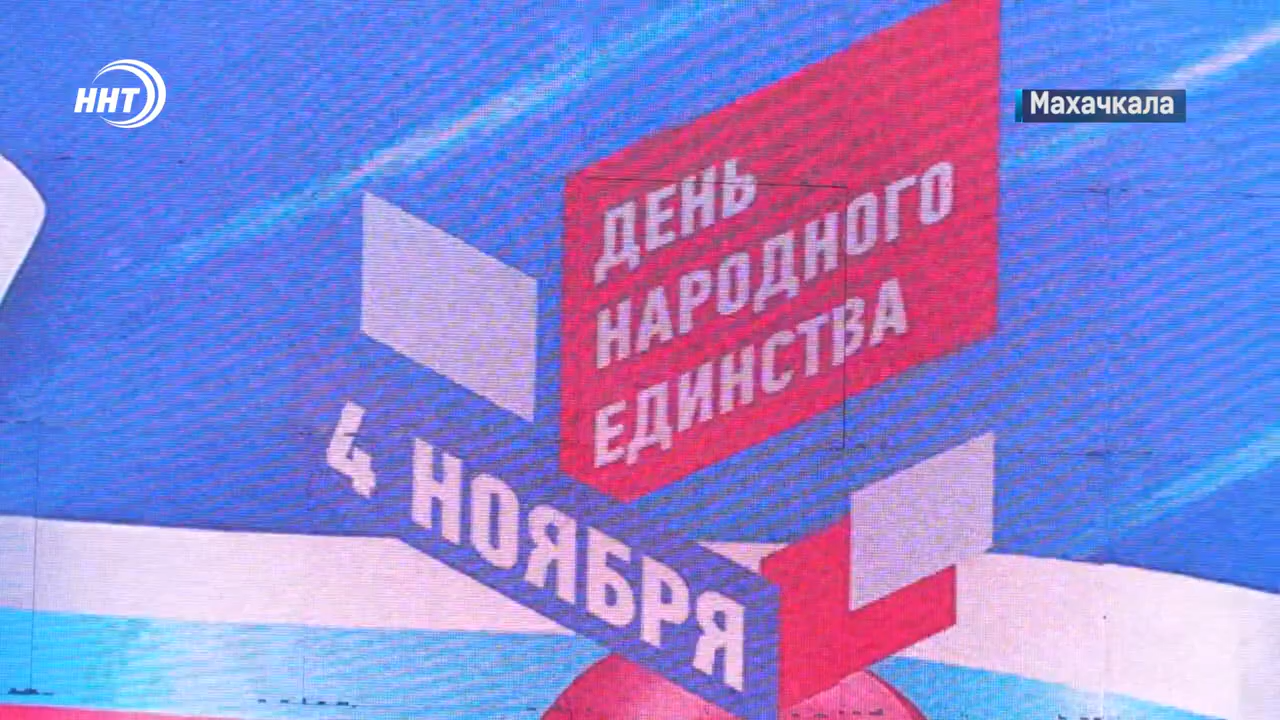 ННТ
Махачкала
ДЕНЬ
НАРОДНОГО
ЕДИНСТВА
4 НОЯБРЯ